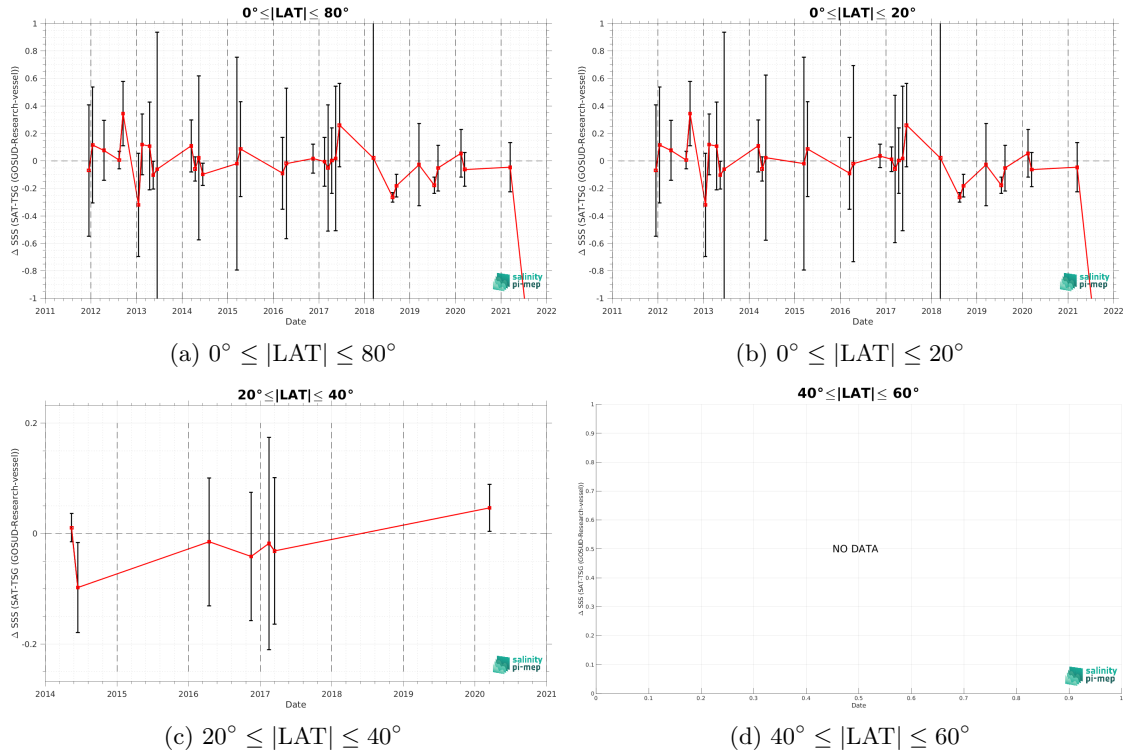 0°≤|LAT|≤ 80°
Δ SSS (SAT-TSG (GOSUD-Research-vessel))
1
0.8
0.6
0.4
0.2
0
-0.2
-0.4
-0.6
-0.8
-1
2011 2012 2013 2014 2015 2016 2017 2018 2019 2020 2021 2022
Date
salinity
pi-mep
(a) 0° ≤ |LAT| ≤ 80°
0°≤|LAT|≤ 20°
Δ SSS (SAT-TSG (GOSUD-Research-vessel))
1
0.8
0.6
0.4
0.2
0
-0.2
-0.4
-0.6
-0.8
-1
2011 2012 2013 2014 2015 2016 2017 2018 2019 2020 2021 2022
Date
salinity
pi-mep
(b) 0° ≤ |LAT| ≤ 20°
20°≤|LAT|≤ 40°
Δ SSS (SAT-TSG (GOSUD-Research-vessel))
0.2
0
-0.2
2014 2015 2016 2017 2018 2019 2020 2021
Date
salinity
pi-mep
(c) 20° ≤ |LAT| ≤ 40°
40°≤|LAT|≤ 60°
Δ SSS (SAT-TSG (GOSUD-Research-vessel))
1
0.9
0.8
0.7
0.6
0.5
0.4
0.3
0.2
0.1
0
NO DATA
0 0.1 0.2 0.3 0.4 0.5 0.6 0.7 0.8 0.9 1
Date
salinity
pi-mep
(d) 40° ≤ |LAT| ≤ 60°